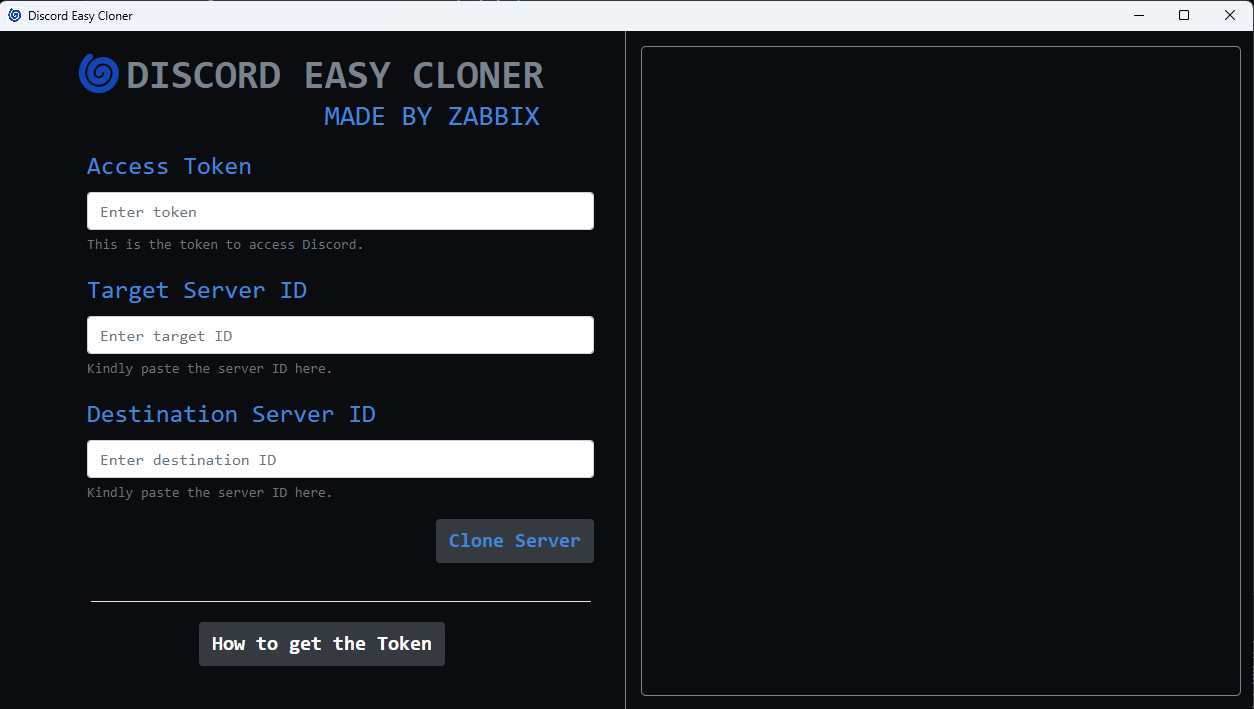 Discord Easy Cloner
DISCORD EASY CLONER
MADE BY ZABBIX
Access Token
Enter token
This is the token to access Discord.
Target Server ID
Enter target ID
Kindly paste the server ID here.
Destination Server ID
Enter destination ID
Kindly paste the server ID here.
Clone Server
How to get the Token